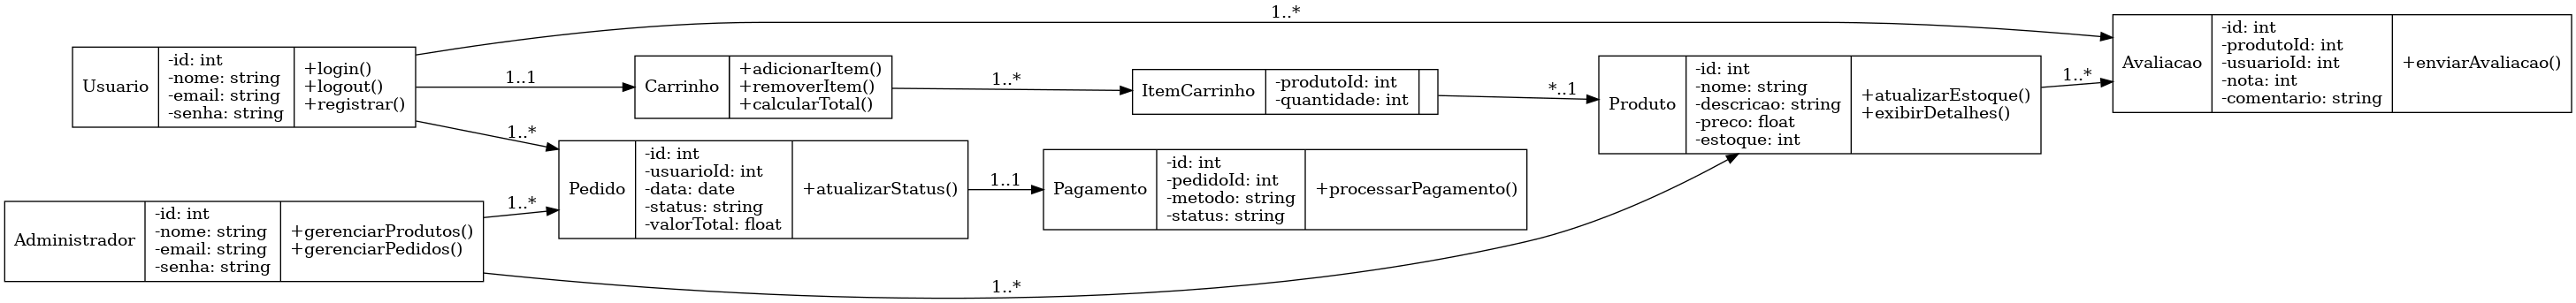 1..*
Usuario
-id: int
-nome: string
-email: string
-senha: string
+login()
+logout()
+registrar()
1..1
Carrinho
+adicionarItem()
+removerItem()
+calcularTotal()
1..*
ItemCarrinho
-produtoId: int
-quantidade: int
*..1
Produto
-id: int
-nome: string
-descricao: string
-preco: float
-estoque: int
+atualizarEstoque()
+exibirDetalhes()
1..*
Avaliacao
-id: int
-produtoId: int
-usuarioId: int
-nota: int
-comentario: string
+enviarAvaliacao()
1..*
Pedido
-id: int
-usuarioId: int
-data: date
-status: string
-valorTotal: float
+atualizarStatus()
1..1
Pagamento
-id: int
-pedidoId: int
-metodo: string
-status: string
+processarPagamento()
Administrador
-id: int
-nome: string
-email: string
-senha: string
+gerenciarProdutos()
+gerenciarPedidos()
1..*
1..*